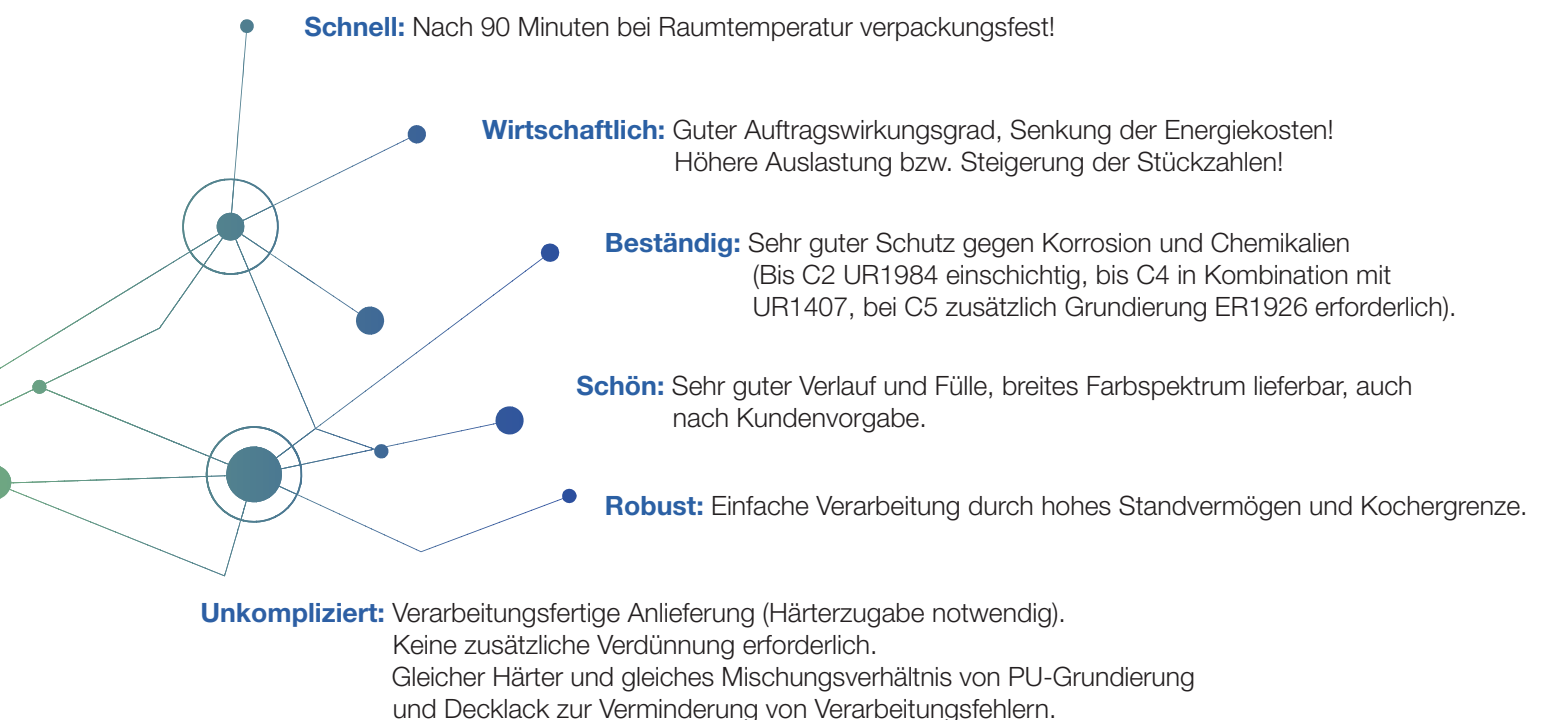 Schnell: Nach 90 Minuten bei Raumtemperatur verpackungsfest!
Wirtschaftlich: Guter Auftragswirkungsgrad, Senkung der Energiekosten!
Höhere Auslastung bzw. Steigerung der Stückzahlen!
Beständig: Sehr guter Schutz gegen Korrosion und Chemikalien
(Bis C2 UR1984 einschichtig, bis C4 in Kombination mit
UR1407, bei C5 zusätzlich Grundierung ER1926 erforderlich).
Schön: Sehr guter Verlauf und Fülle, breites Farbspektrum lieferbar, auch
nach Kundenvorgabe.
Robust: Einfache Verarbeitung durch hohes Standvermögen und Kochergrenze.
Unkompliziert: Verarbeitungsfertige Anlieferung (Härterzugabe notwendig).
Keine zusätzliche Verdünnung erforderlich.
Gleicher Härter und gleiches Mischungsverhältnis von PU-Grundierung
und Decklack zur Verminderung von Verarbeitungsfehlern.